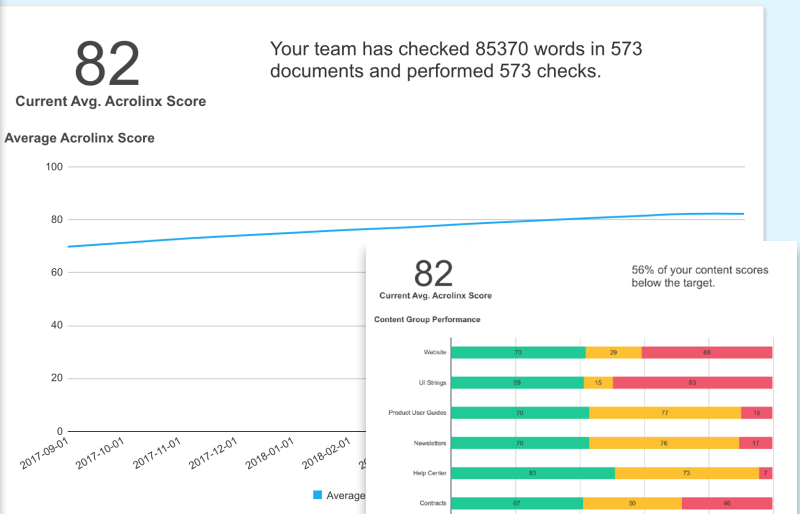 82
Current Avg. Acrolinx Score
Your team has checked 85370 words in 573
documents and performed 573 checks.
Average Acrolinx Score
100
80
60
40
20
0
2017-09-01
2017-10-01
2017-11-01
2017-12-01
2018-01-01
2018-02-01
Average
82
Current Avg. Acrolinx Score
56% of your content scores
below the target.
Content Group Performance
Website 70 29 68
UI Strings 69 15 83
Product User Guides 70 77 16
Newsletters 70 76 17
Help Center 83 73 7
Contracts 67 50 46